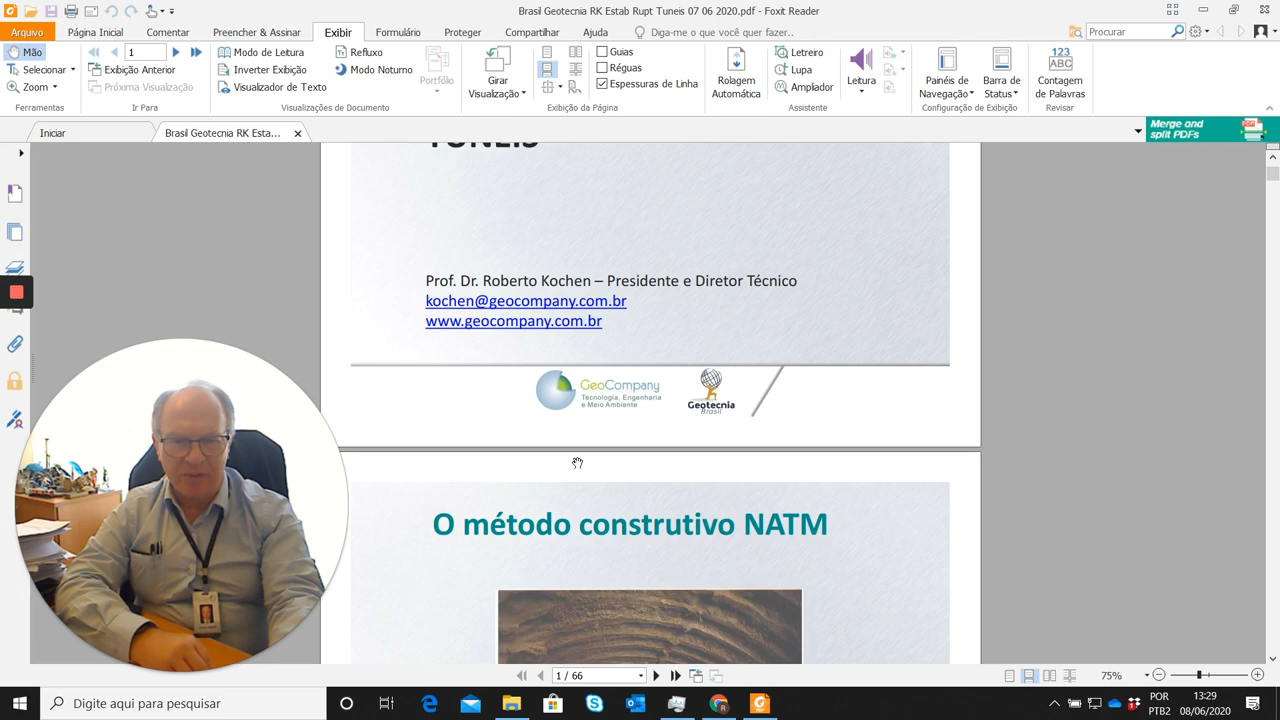 Brasil Geotecnia RK Estab Rupt Tuneis 07 06 2020.pdf - Foxit Reader
Arquivo Página Inicial Comentar Preencher & Assinar Exibir Formulário Proteger Compartilhar Ajuda Diga-me o que você quer fazer.. Procurar
Mão 1 Modo de Leitura Refluxo Guias Letreiro 123
Selecionar Exibição Anterior Inverter Exibição Modo Noturno Portfólio Girar Réguas Rolagem Lupa Leitura Painéis de Barra de Contagem
Zoom Próxima Visualização Visualizador de Texto Visualização Espessuras de Linha Automática Ampliador Navegação Status de Palavras
Ferramentas Ir Para Visualizações de Documento Exibição da Página Assistente Configuração de Exibição Revisar
Iniciar Brasil Geotecnia RK Esta... Merge and
split PDFs
TÚNEIS
Prof. Dr. Roberto Kochen – Presidente e Diretor Técnico
kochen@geocompany.com.br
www.geocompany.com.br
GeoCompany
Tecnologia, Engenharia
e Meio Ambiente
Geotecnia
Brasil
O método construtivo NATM
1 / 66 75%
Digite aqui para pesquisar
POR 13:29
PTB2 08/06/2020